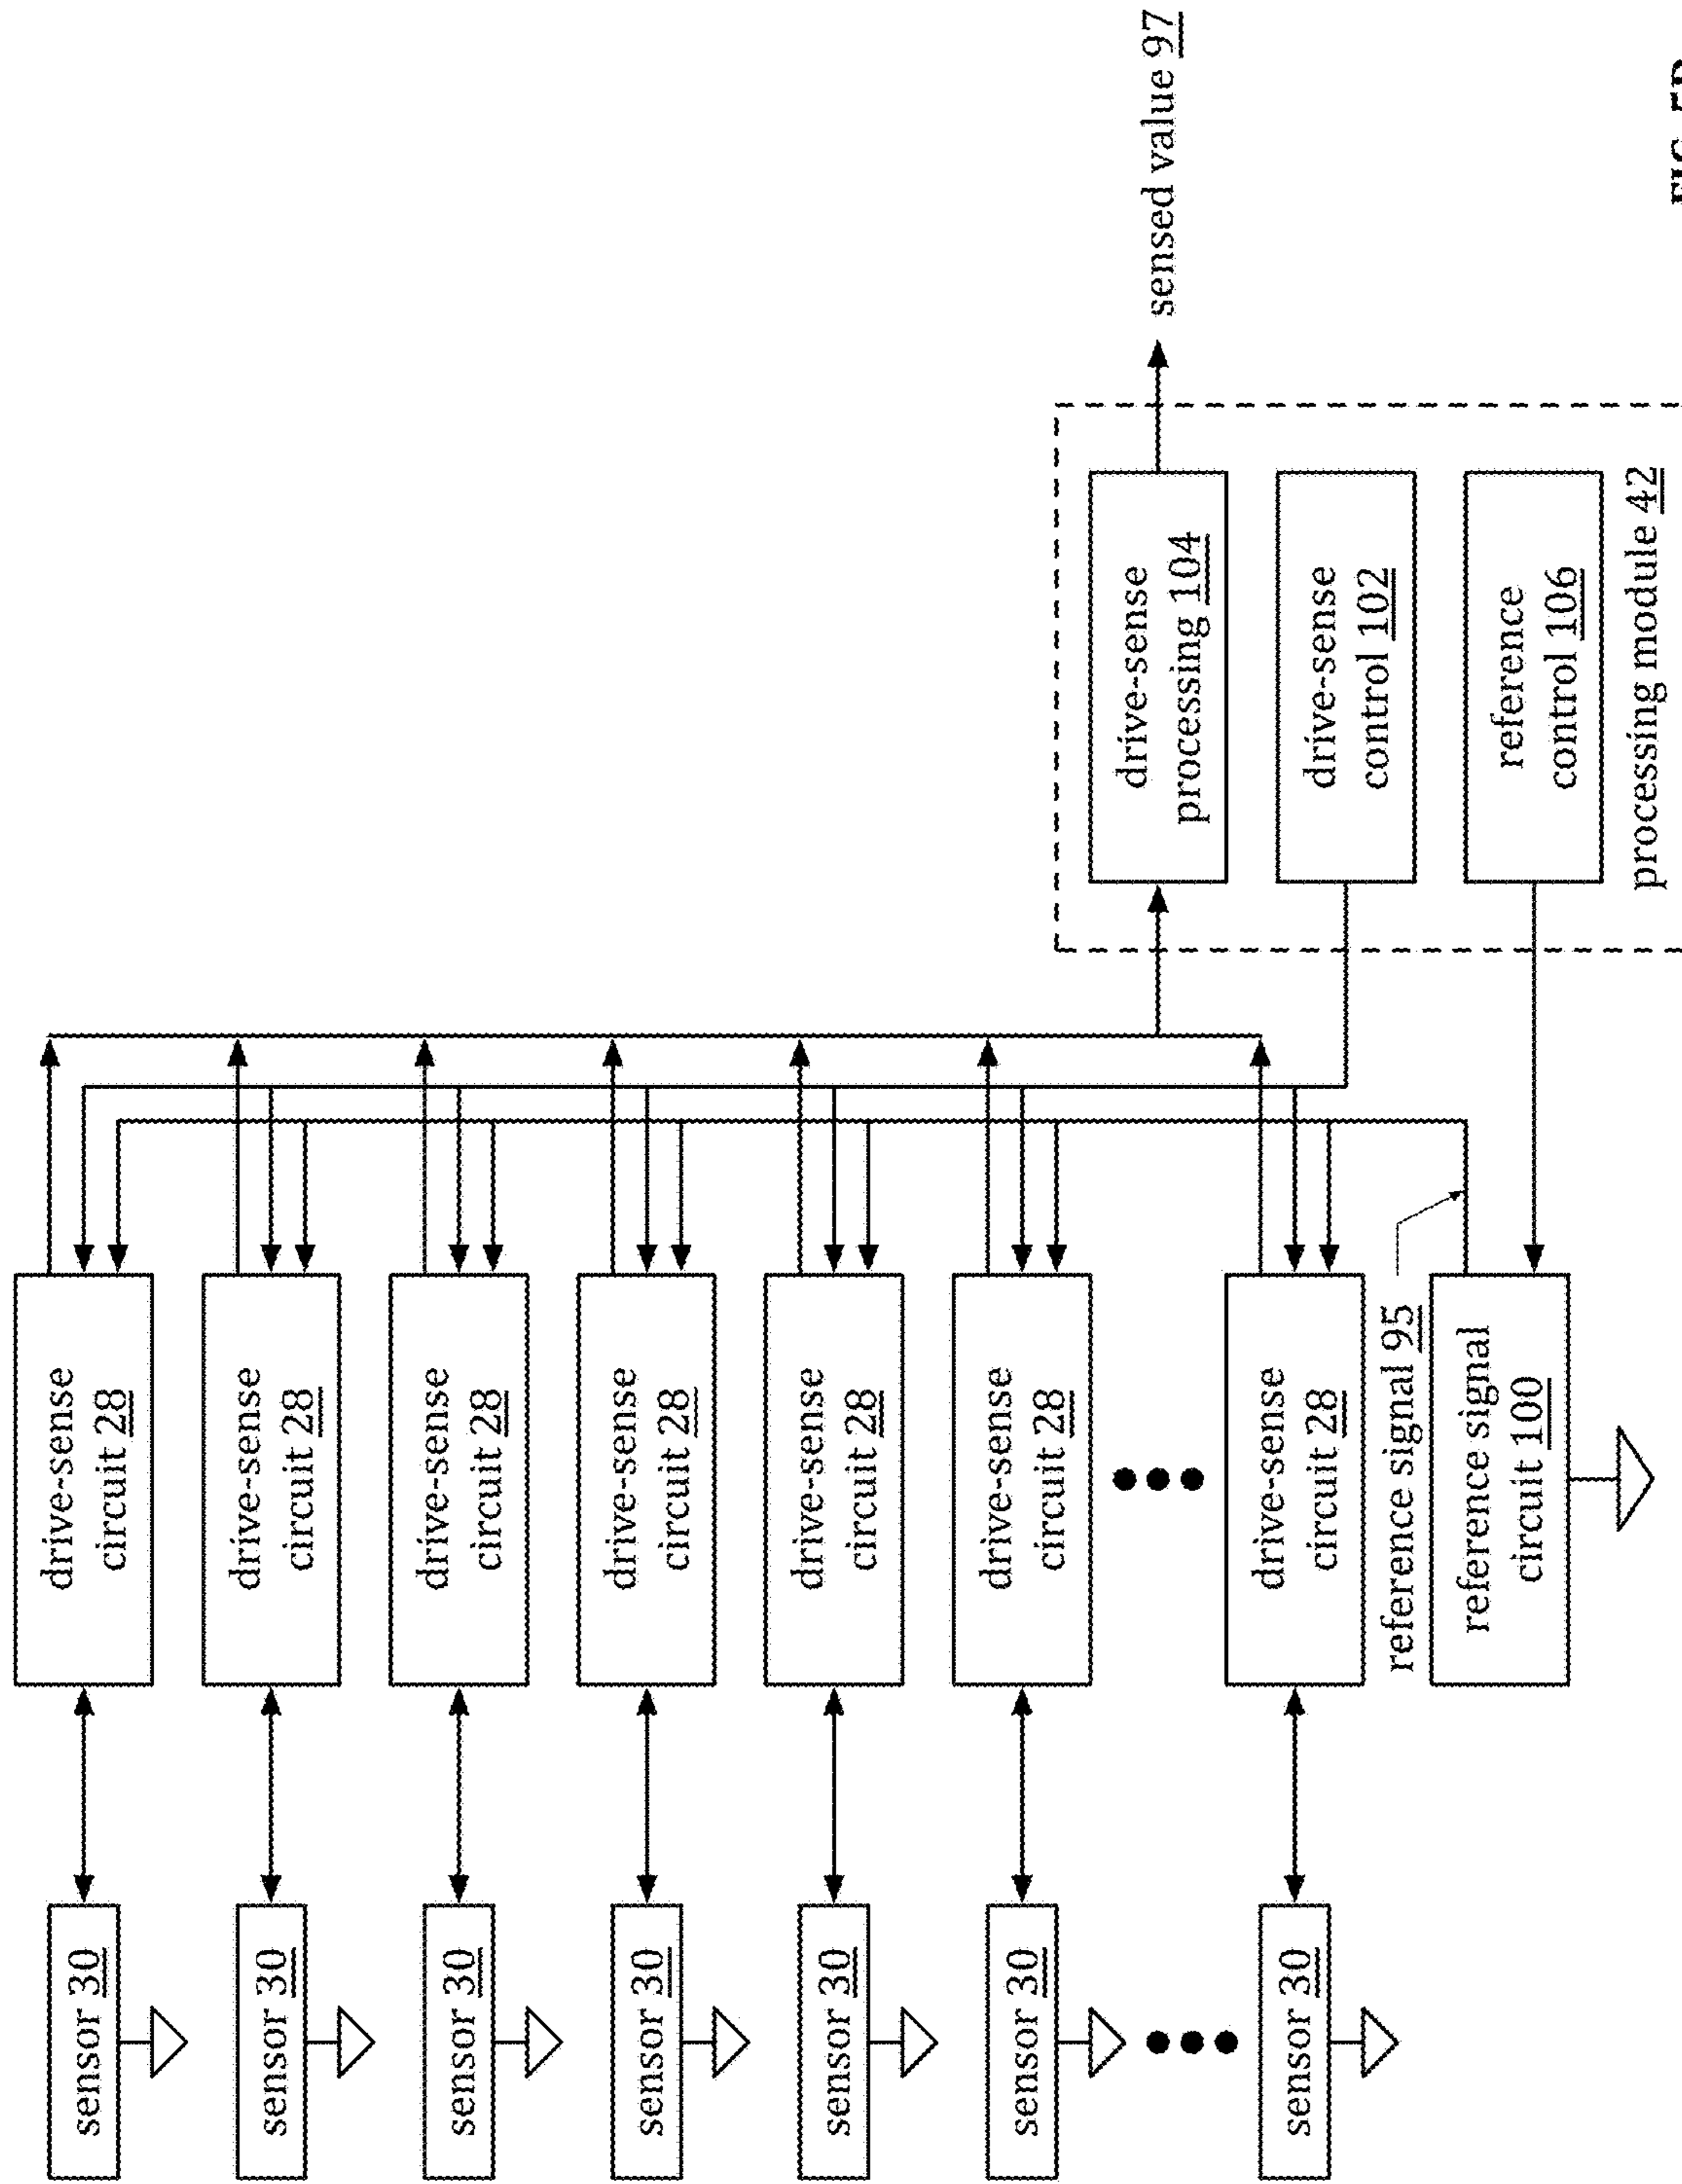 sensor 30
drive-sense
circuit 28
sensor 30
drive-sense
circuit 28
sensor 30
drive-sense
circuit 28
sensor 30
drive-sense
circuit 28
sensor 30
drive-sense
circuit 28
sensor 30
drive-sense
circuit 28
sensor 30
drive-sense
circuit 28
reference signal 95
reference signal
circuit 100
drive-sense
processing 104
sensed value 97
drive-sense
control 102
reference
control 106
processing module 42
FIG.